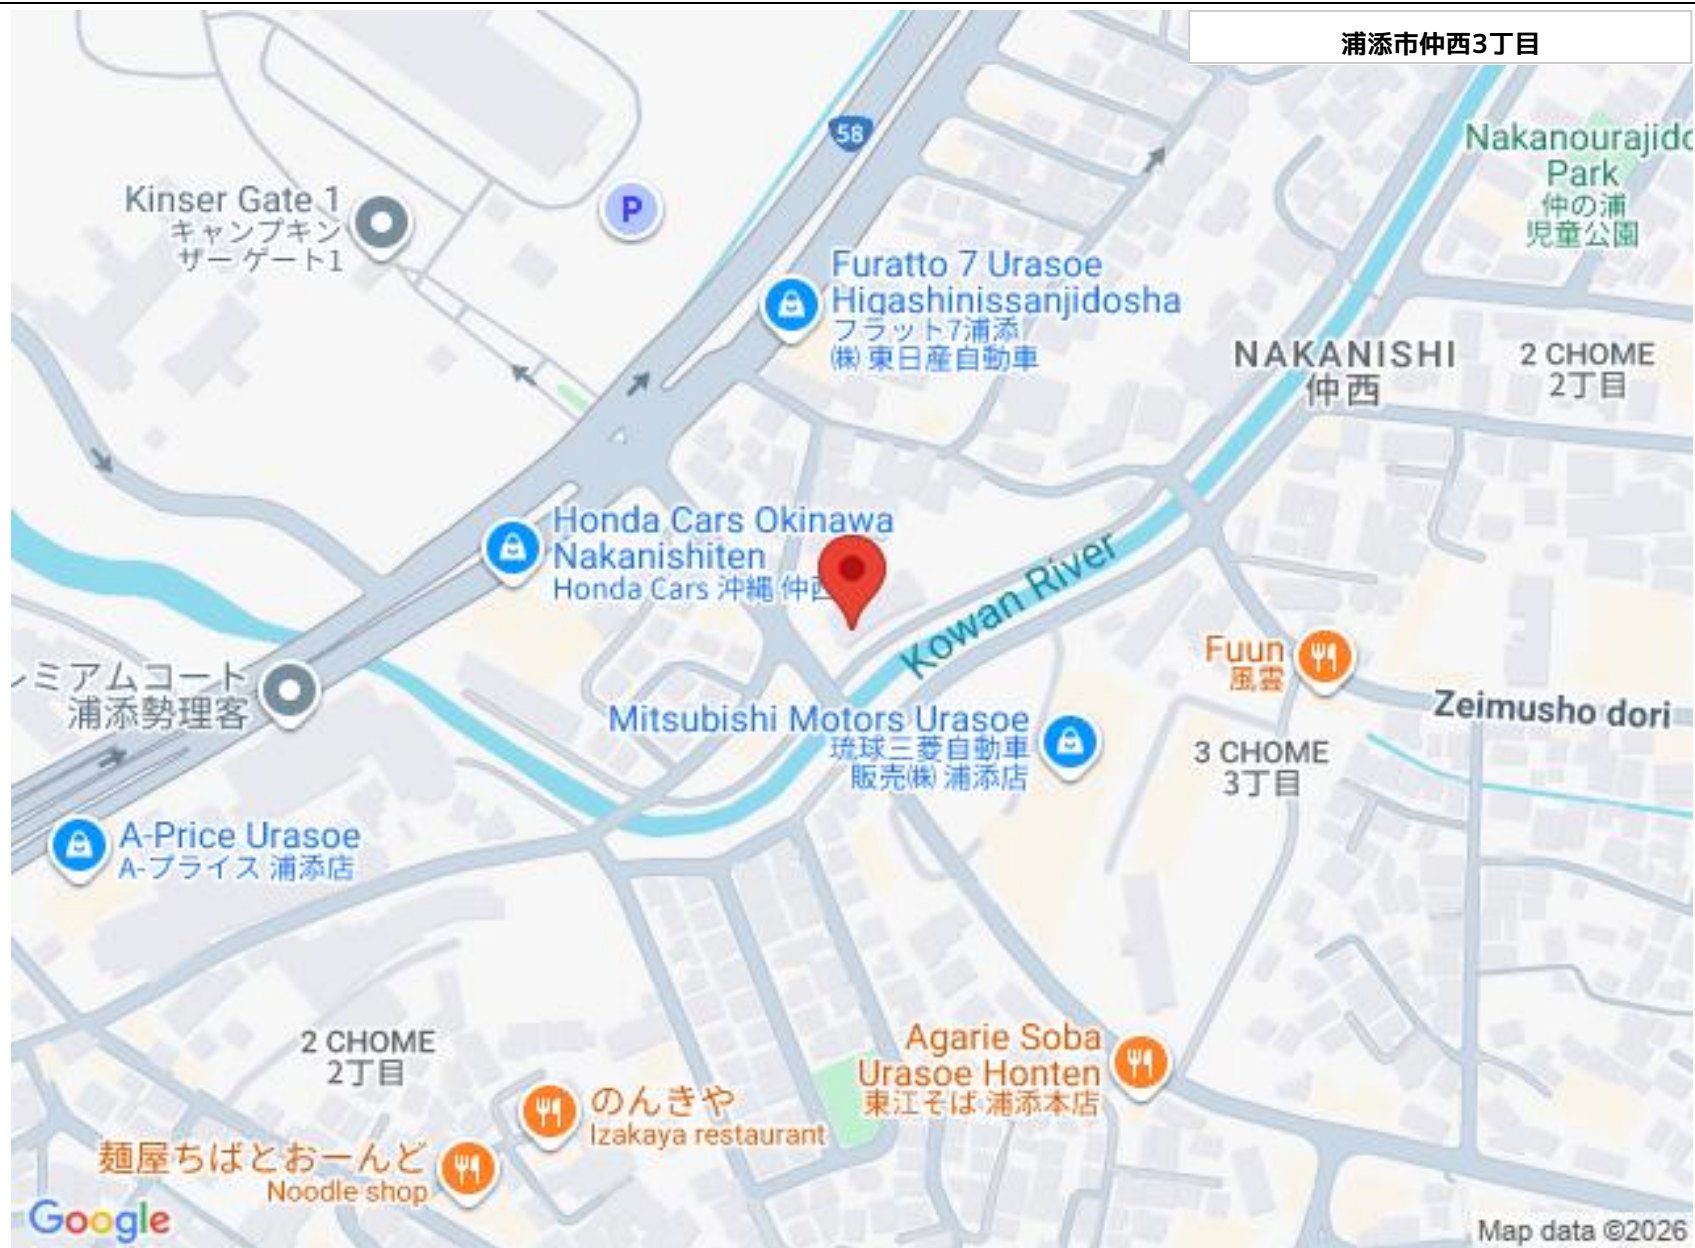 浦添市仲西3丁目
58
Nakanourajido
Park
仲の浦
児童公園
Kinser Gate 1
キャンプキン
ザー ゲート1
P
Furatto 7 Urasoe
Higashinissanjidosha
フラット7浦添
㈱ 東日産自動車
NAKANISHI
仲西
2 CHOME
2丁目
Honda Cars Okinawa
Nakanishiten
Honda Cars 沖縄 仲西
Kowan River
Fuun
風雲
ミアムコート
浦添勢理客
Zeimusho dori
Mitsubishi Motors Urasoe
琉球三菱自動車
販売㈱ 浦添店
3 CHOME
3丁目
A-Price Urasoe
A-プライス 浦添店
2 CHOME
2丁目
Agarie Soba
Urasoe Honten
東江そば 浦添本店
のんきや
Izakaya restaurant
麺屋ちばとおーんど
Noodle shop
Google
Map data ©2026